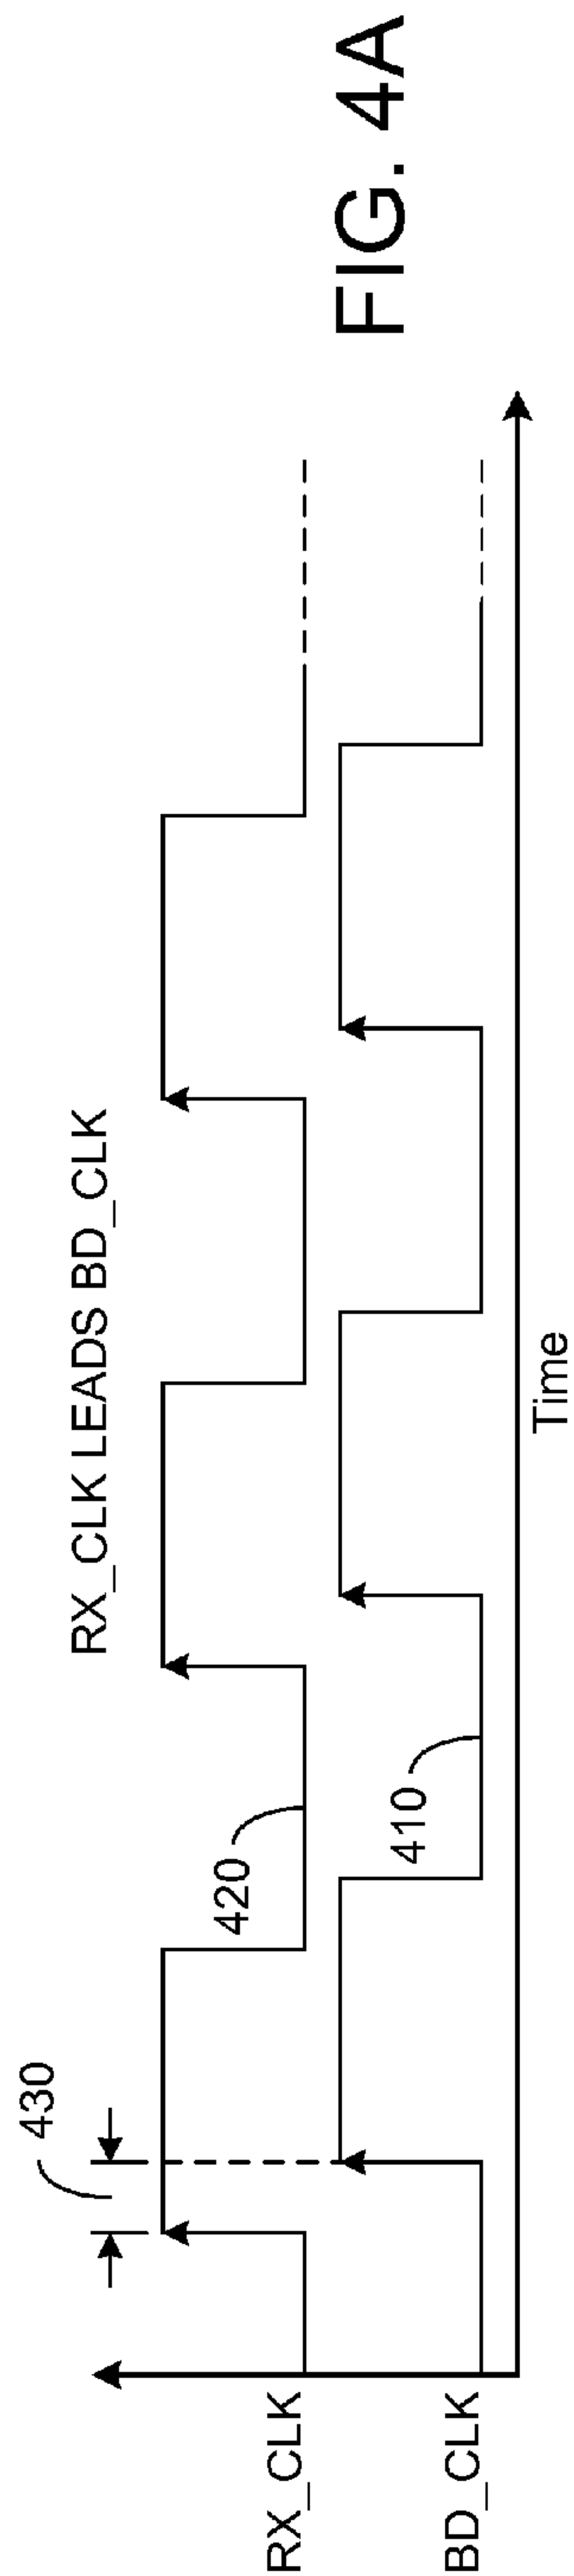 RX_CLK LEADS BD_CLK
430
RX_CLK
420
BD_CLK
410
Time
FIG. 4A